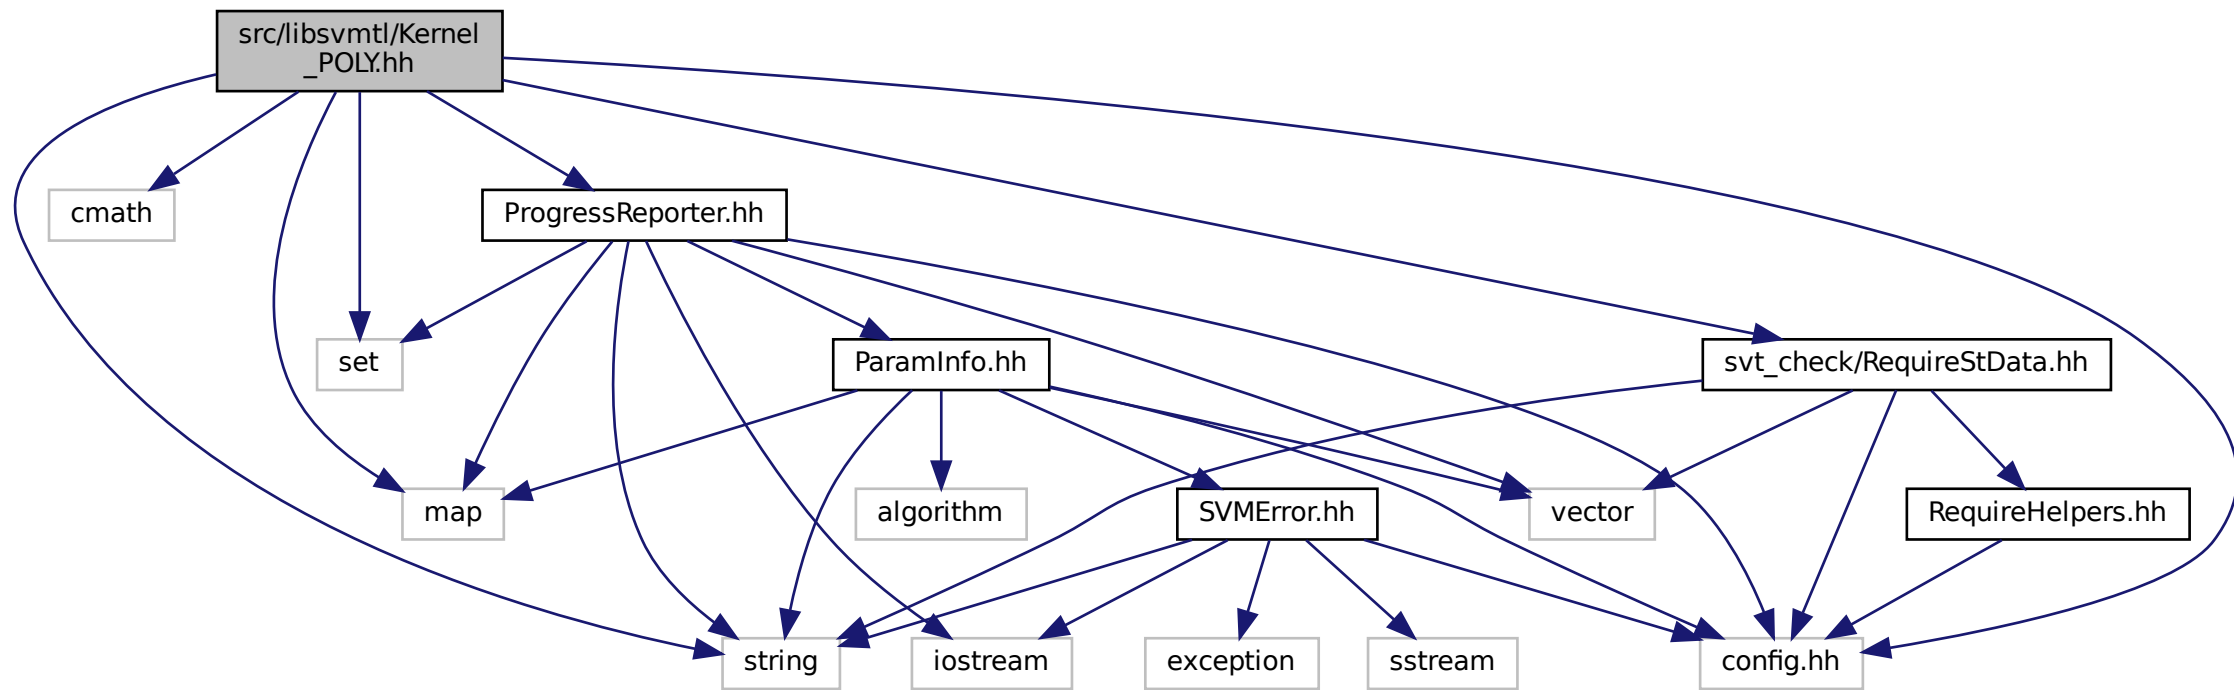 src/libsvmtl/Kernel
_POLY.hh
cmath
ProgressReporter.hh
set
ParamInfo.hh
svt_check/RequireStData.hh
map
algorithm
SVMError.hh
vector
RequireHelpers.hh
string
iostream
exception
sstream
config.hh